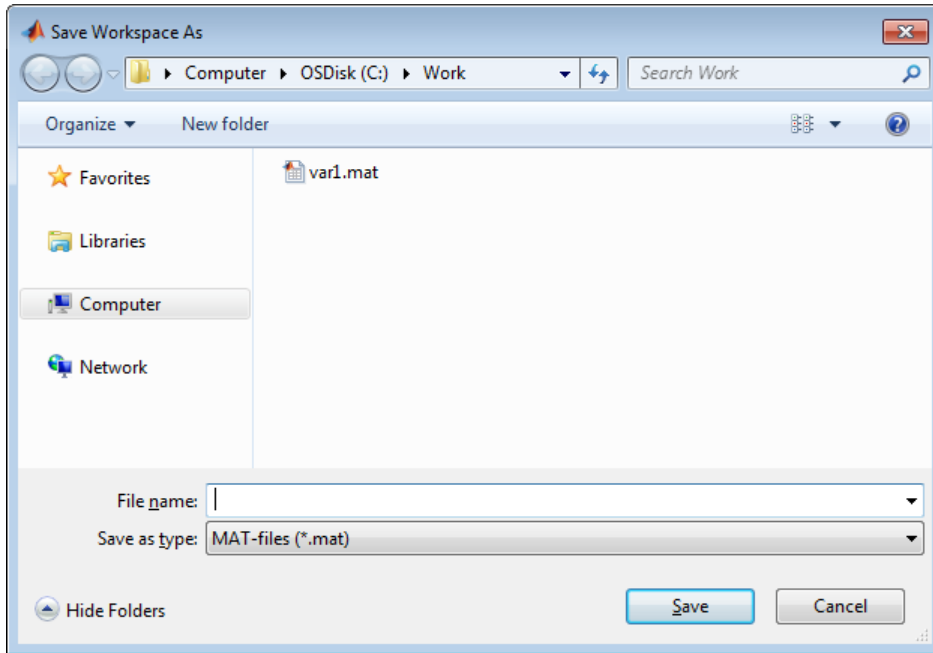 Save Workspace As
Computer OSDisk (C:) Work
Search Work
Organize New folder
Favorites
var1.mat
Libraries
Computer
Network
File name:
Save as type: MAT-files (*.mat)
Hide Folders Save Cancel